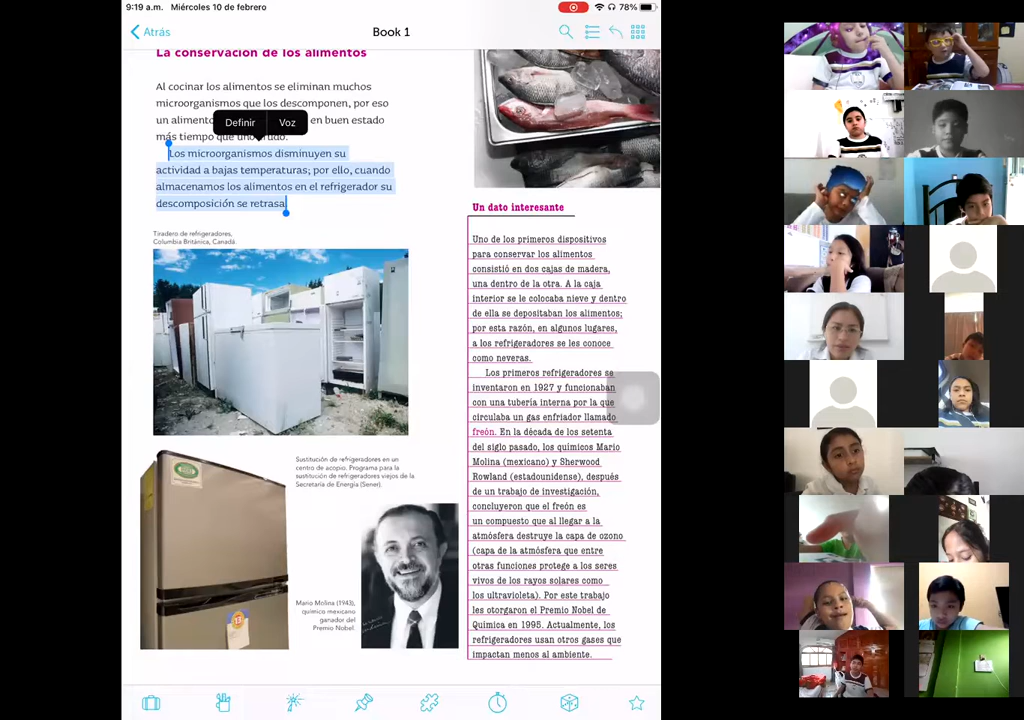 9:19 a.m. Miércoles 10 de febrero
78%
Atrás
Book 1
La conservación de los alimentos
Al cocinar los alimentos se eliminan muchos
microorganismos que los descomponen, por eso
un alimento en buen estado
más tiempo que uno crudo.
Definir
Voz
Los microorganismos disminuyen su
actividad a bajas temperaturas; por ello, cuando
almacenamos los alimentos en el refrigerador su
descomposición se retrasa
Tiradero de refrigeradores,
Columbia Británica, Canadá.
Sustitución de refrigeradores en un
centro de acopio. Programa para la
sustitución de refrigeradores viejos de la
Secretaría de Energía (Sener).
Mario Molina (1943),
químico mexicano
ganador del
Premio Nobel.
Un dato interesante
Uno de los primeros dispositivos
para conservar los alimentos
consistió en dos cajas de madera,
una dentro de la otra. A la caja
interior se le colocaba nieve y dentro
de ella se depositaban los alimentos;
por esta razón, en algunos lugares,
a los refrigeradores se les conoce
como neveras.
Los primeros refrigeradores se
inventaron en 1927 y funcionaban
con una tubería interna por la que
circulaba un gas enfriador llamado
freón. En la década de los setenta
del siglo pasado, los químicos Mario
Molina (mexicano) y Sherwood
Rowland (estadounidense), después
de un trabajo de investigación,
concluyeron que el freón es
un compuesto que al llegar a la
atmósfera destruye la capa de ozono
(capa de la atmósfera que entre
otras funciones protege a los seres
vivos de los rayos solares como
los ultravioleta). Por este trabajo
les otorgaron el Premio Nobel de
Química en 1995. Actualmente, los
refrigeradores usan otros gases que
impactan menos al ambiente.